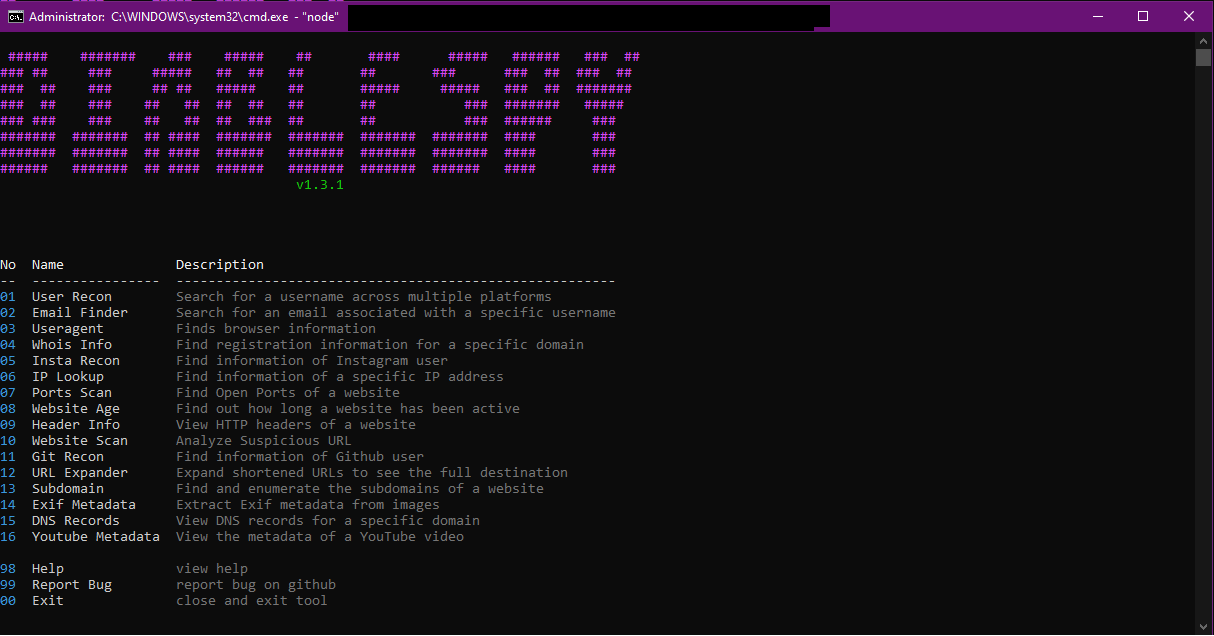 Administrator: C:\WINDOWS\system32\cmd.exe - "node"
v1.3.1
No Name Description
-- ---------------- -------------------------------------------------------
01 User Recon Search for a username across multiple platforms
02 Email Finder Search for an email associated with a specific username
03 Useragent Finds browser information
04 Whois Info Find registration information for a specific domain
05 Insta Recon Find information of Instagram user
06 IP Lookup Find information of a specific IP address
07 Ports Scan Find Open Ports of a website
08 Website Age Find out how long a website has been active
09 Header Info View HTTP headers of a website
10 Website Scan Analyze Suspicious URL
11 Git Recon Find information of Github user
12 URL Expander Expand shortened URLs to see the full destination
13 Subdomain Find and enumerate the subdomains of a website
14 Exif Metadata Extract Exif metadata from images
15 DNS Records View DNS records for a specific domain
16 Youtube Metadata View the metadata of a YouTube video
98 Help view help
99 Report Bug report bug on github
00 Exit close and exit tool